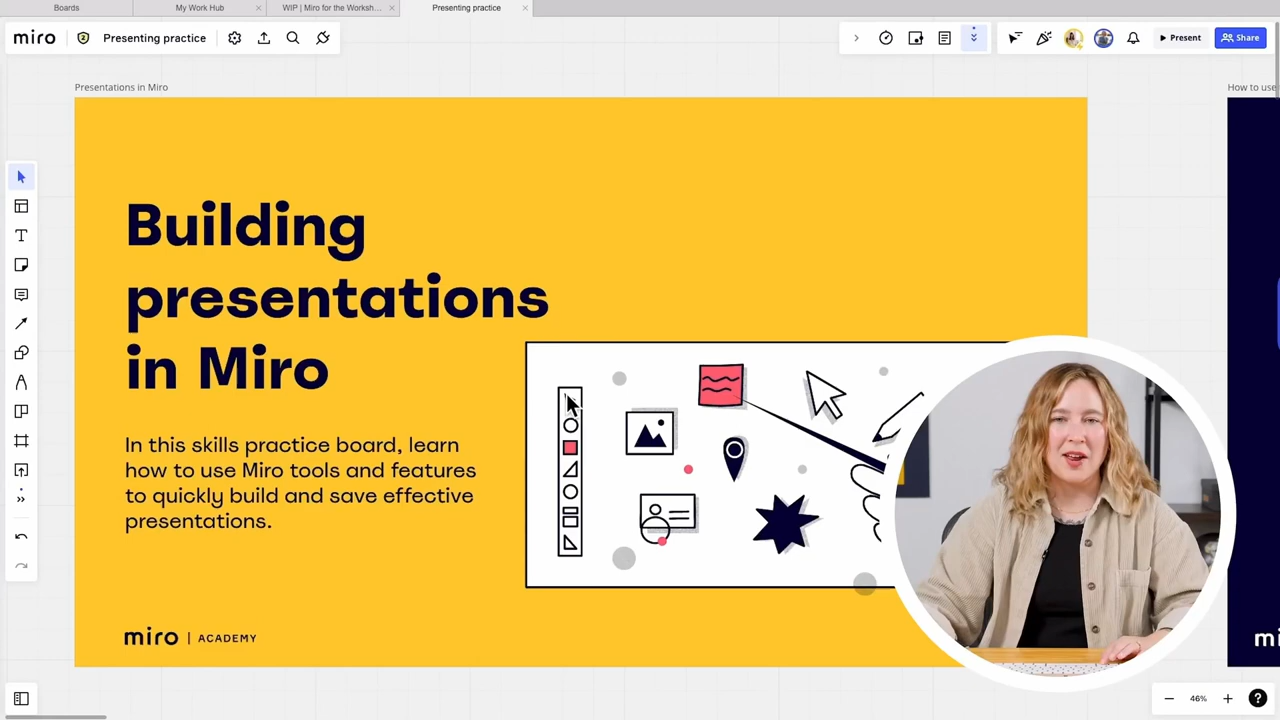 Boards
My Work Hub
WIP | Miro for the Worksh...
Presenting practice
miro
Presenting practice
Present
Share
Presentations in Miro
How to use
Building
presentations
in Miro
In this skills practice board, learn
how to use Miro tools and features
to quickly build and save effective
presentations.
miro | ACADEMY
mi
46%